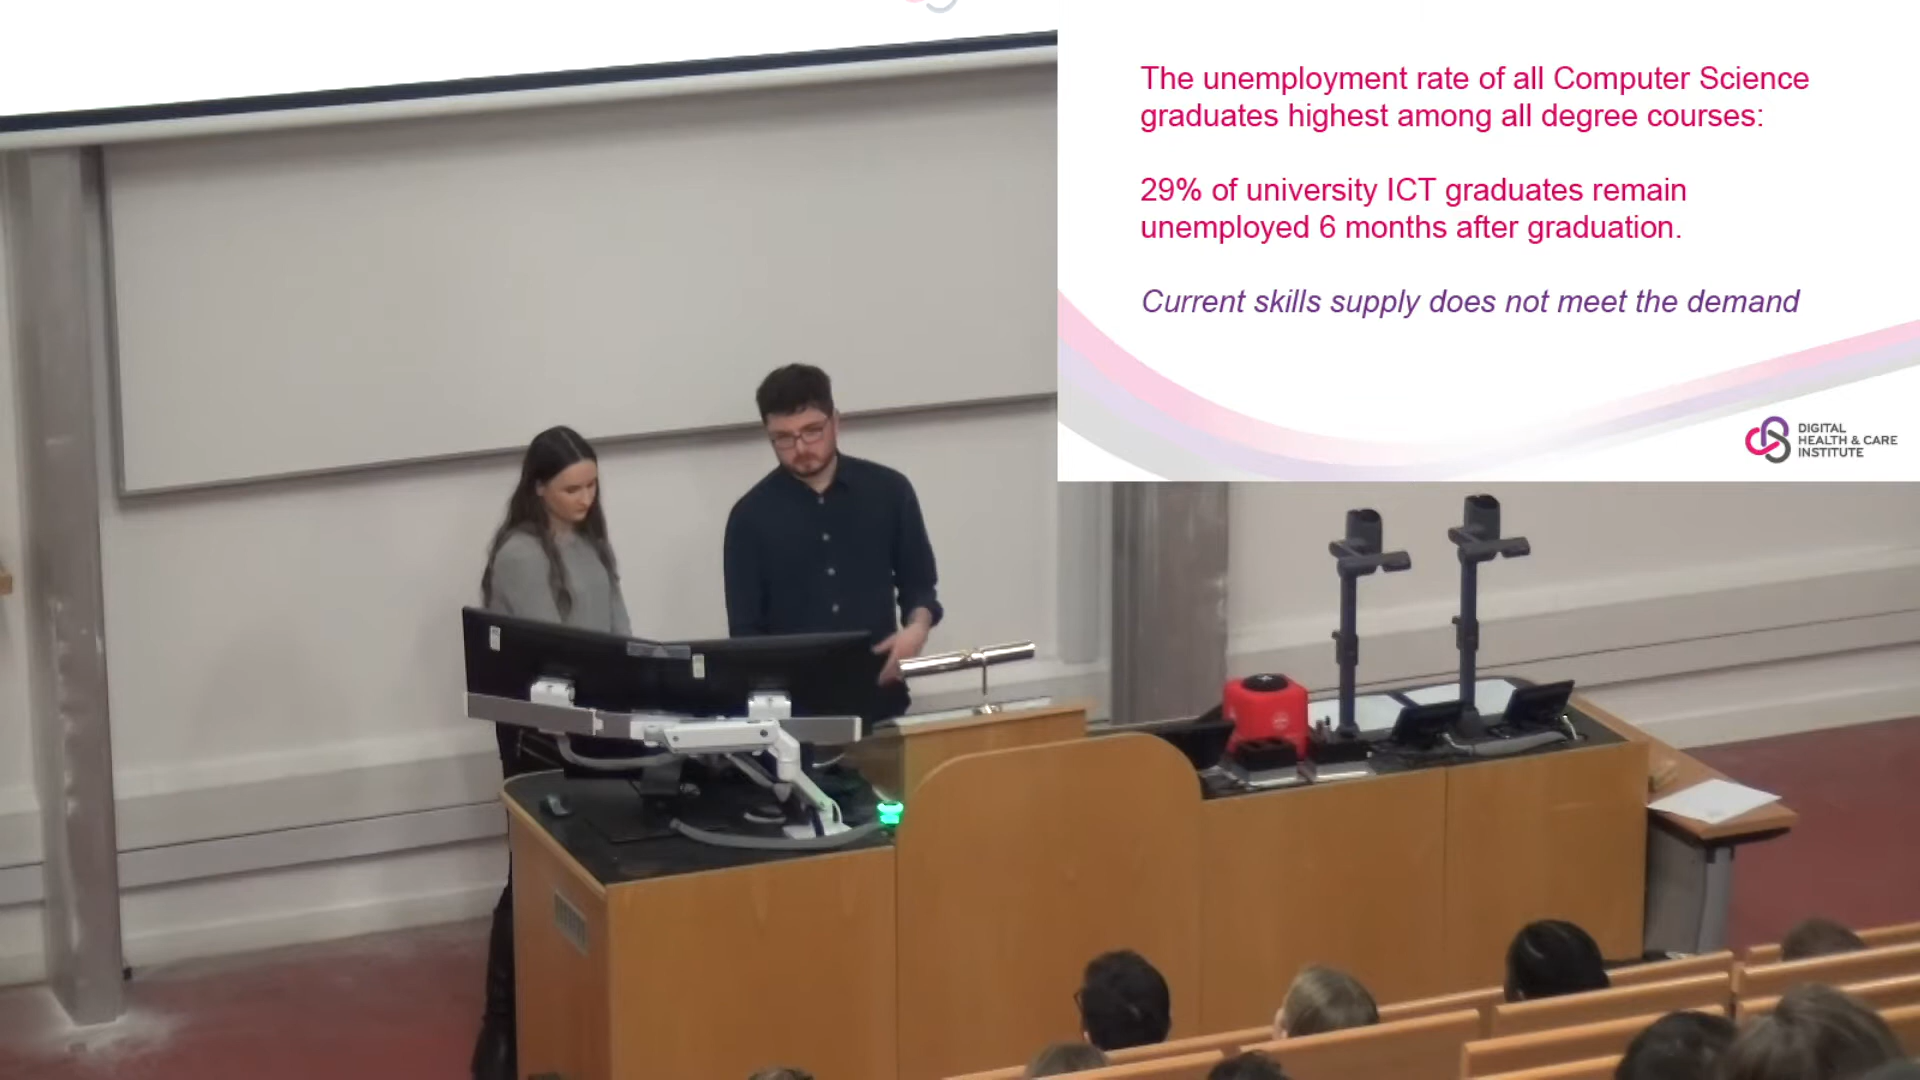 The unemployment rate of all Computer Science
graduates highest among all degree courses:
29% of university ICT graduates remain
unemployed 6 months after graduation.
Current skills supply does not meet the demand
DIGITAL
HEALTH & CARE
INSTITUTE